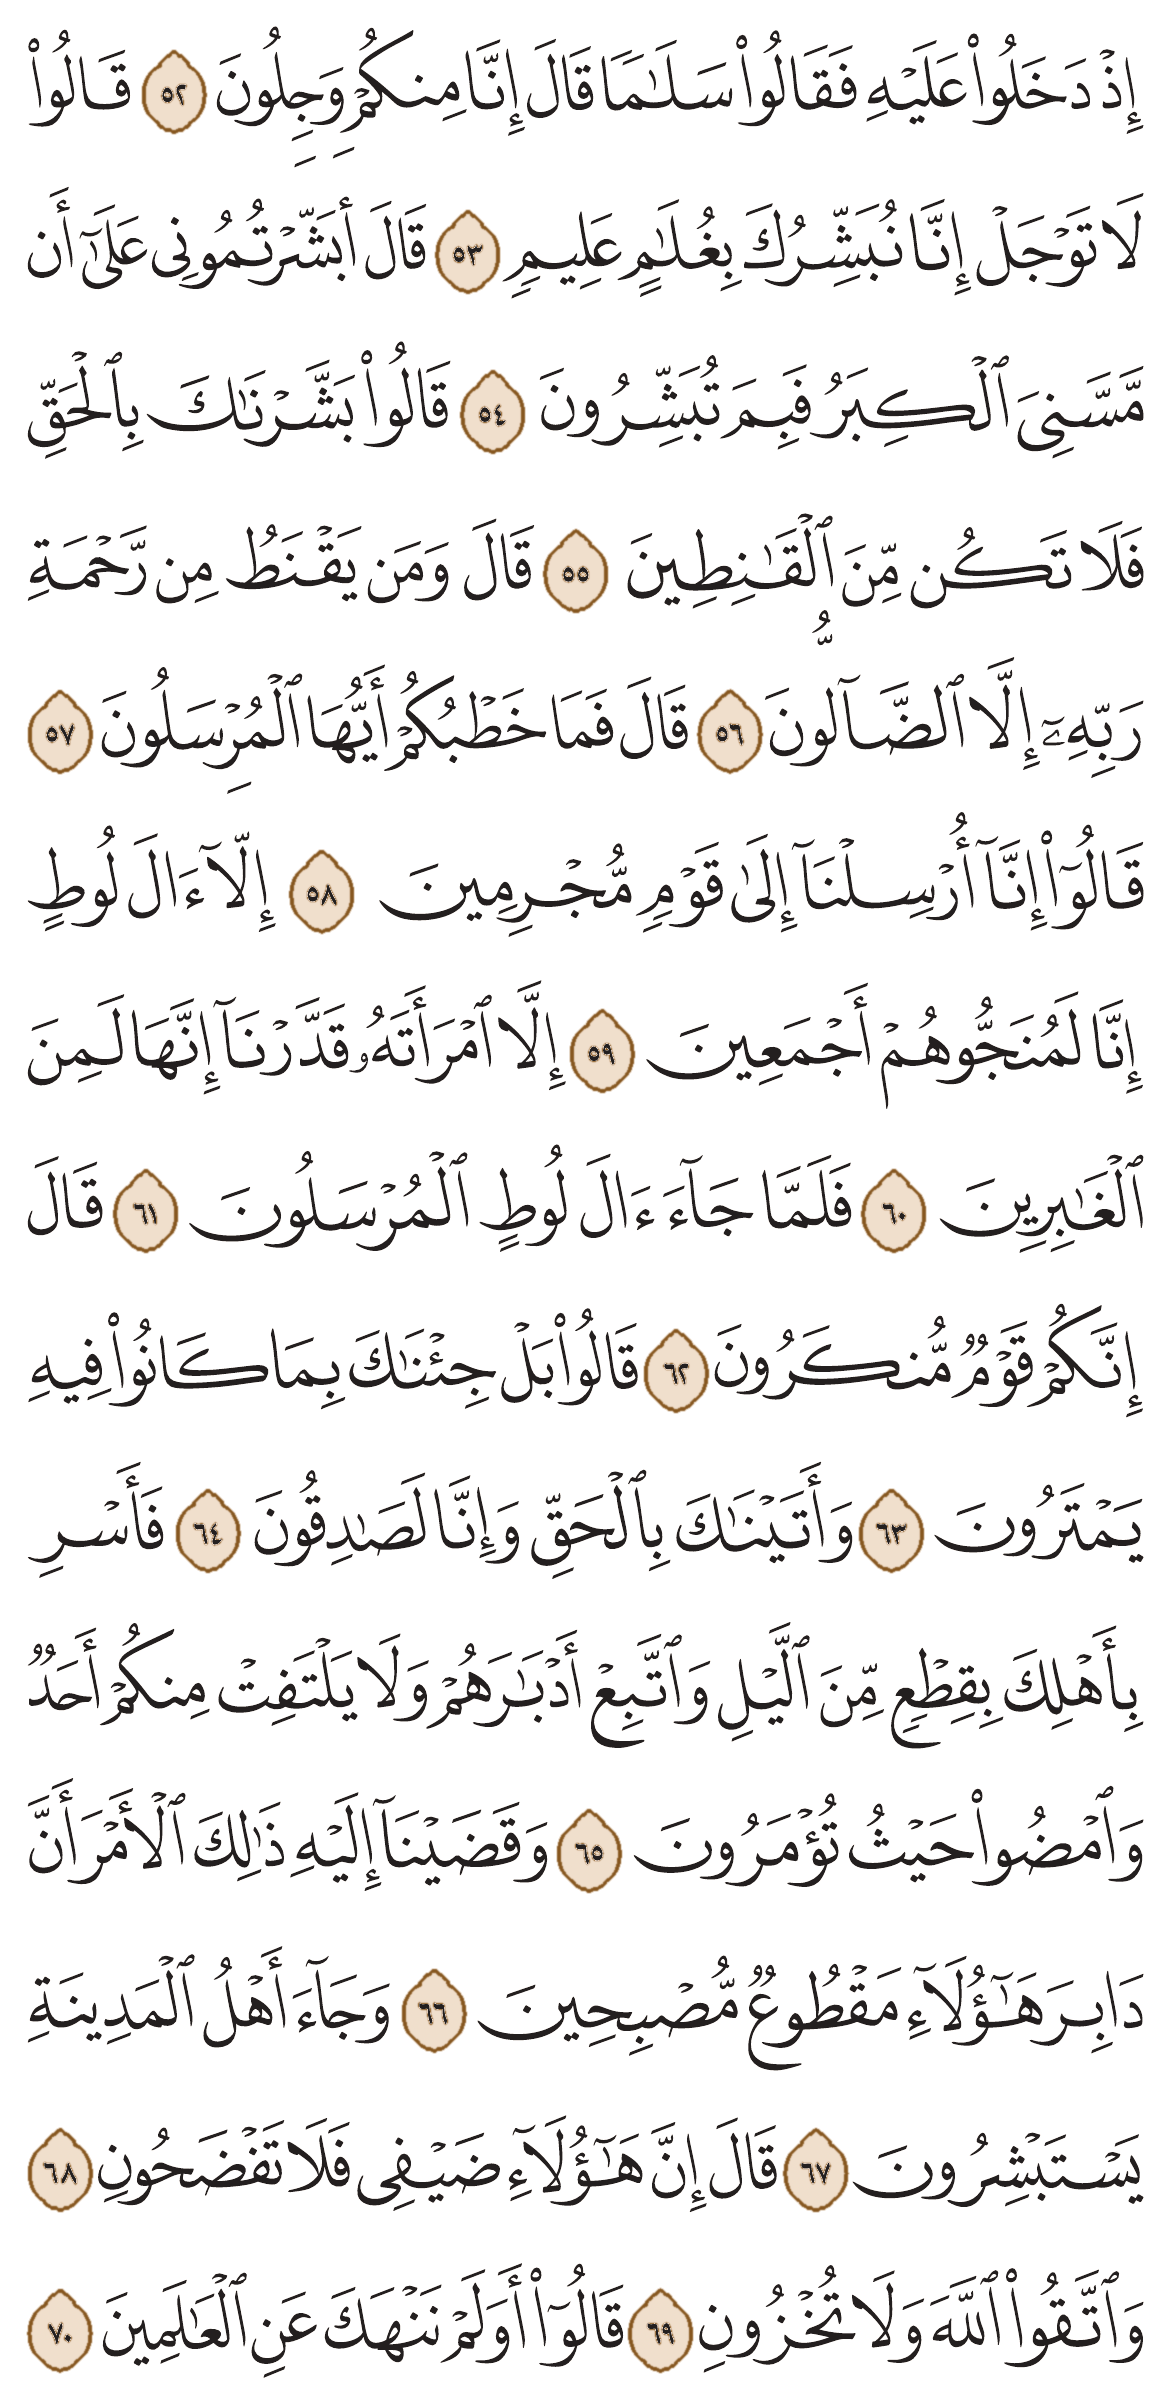 إِذْ دَخَلُواْ عَلَيْهِ فَقَالُواْ سَلَٰمًا قَالَ إِنَّا مِنكُمْ وَجِلُونَ ٥٢ قَالُواْ
لَا تَوْجَلْ إِنَّا نُبَشِّرُكَ بِغُلَٰمٍ عَلِيمٍ ٥٣ قَالَ أَبَشَّرْتُمُونِى عَلَىٰٓ أَن
مَّسَّنِىَ ٱلْكِبَرُ فَبِمَ تُبَشِّرُونَ ٥٤ قَالُواْ بَشَّرْنَٰكَ بِٱلْحَقِّ
فَلَا تَكُن مِّنَ ٱلْقَٰنِطِينَ ٥٥ قَالَ وَمَن يَقْنَطُ مِن رَّحْمَةِ
رَبِّهِۦٓ إِلَّا ٱلضَّآلُّونَ ٥٦ قَالَ فَمَا خَطْبُكُمْ أَيُّهَا ٱلْمُرْسَلُونَ ٥٧
قَالُوٓاْ إِنَّآ أُرْسِلْنَآ إِلَىٰ قَوْمٍ مُّجْرِمِينَ ٥٨ إِلَّآ ءَالَ لُوطٍ
إِنَّا لَمُنَجُّوهُمْ أَجْمَعِينَ ٥٩ إِلَّا ٱمْرَأَتَهُۥ قَدَّرْنَآ إِنَّهَا لَمِنَ
ٱلْغَٰبِرِينَ ٦٠ فَلَمَّا جَآءَ ءَالَ لُوطٍ ٱلْمُرْسَلُونَ ٦١ قَالَ
إِنَّكُمْ قَوْمٌ مُّنكَرُونَ ٦٢ قَالُواْ بَلْ جِئْنَٰكَ بِمَا كَانُواْ فِيهِ
يَمْتَرُونَ ٦٣ وَأَتَيْنَٰكَ بِٱلْحَقِّ وَإِنَّا لَصَٰدِقُونَ ٦٤ فَأَسْرِ
بِأَهْلِكَ بِقِطْعٍ مِّنَ ٱلَّيْلِ وَٱتَّبِعْ أَدْبَٰرَهُمْ وَلَا يَلْتَفِتْ مِنكُمْ أَحَدٌ
وَٱمْضُواْ حَيْثُ تُؤْمَرُونَ ٦٥ وَقَضَيْنَآ إِلَيْهِ ذَٰلِكَ ٱلْأَمْرَ أَنَّ
دَابِرَ هَٰٓؤُلَآءِ مَقْطُوعٌ مُّصْبِحِينَ ٦٦ وَجَآءَ أَهْلُ ٱلْمَدِينَةِ
يَسْتَبْشِرُونَ ٦٧ قَالَ إِنَّ هَٰٓؤُلَآءِ ضَيْفِى فَلَا تَفْضَحُونِ ٦٨
وَٱتَّقُواْ ٱللَّهَ وَلَا تُخْزُونِ ٦٩ قَالُوٓاْ أَوَلَمْ نَنْهَكَ عَنِ ٱلْعَٰلَمِينَ ٧٠